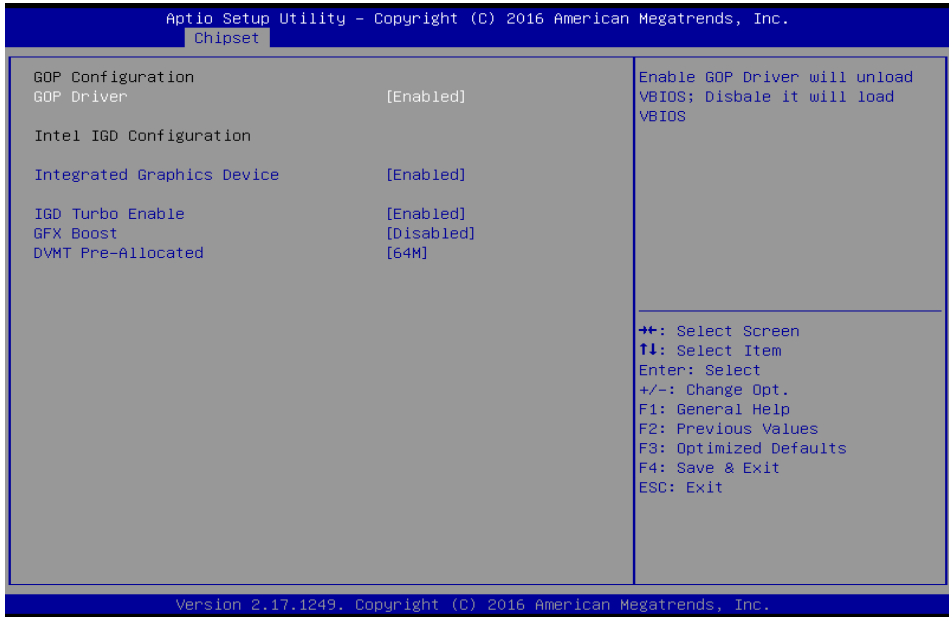 Aptio Setup Utility – Copyright (C) 2016 American Megatrends, Inc.
Chipset
GOP Configuration
GOP Driver [Enabled]
Intel IGD Configuration
Integrated Graphics Device [Enabled]
IGD Turbo Enable [Enabled]
GFX Boost [Disabled]
DVMT Pre-Allocated [64M]
Enable GOP Driver will unload
VBIOS; Disbale it will load
VBIOS
→←: Select Screen
↑↓: Select Item
Enter: Select
+/-: Change Opt.
F1: General Help
F2: Previous Values
F3: Optimized Defaults
F4: Save & Exit
ESC: Exit
Version 2.17.1249. Copyright (C) 2016 American Megatrends, Inc.